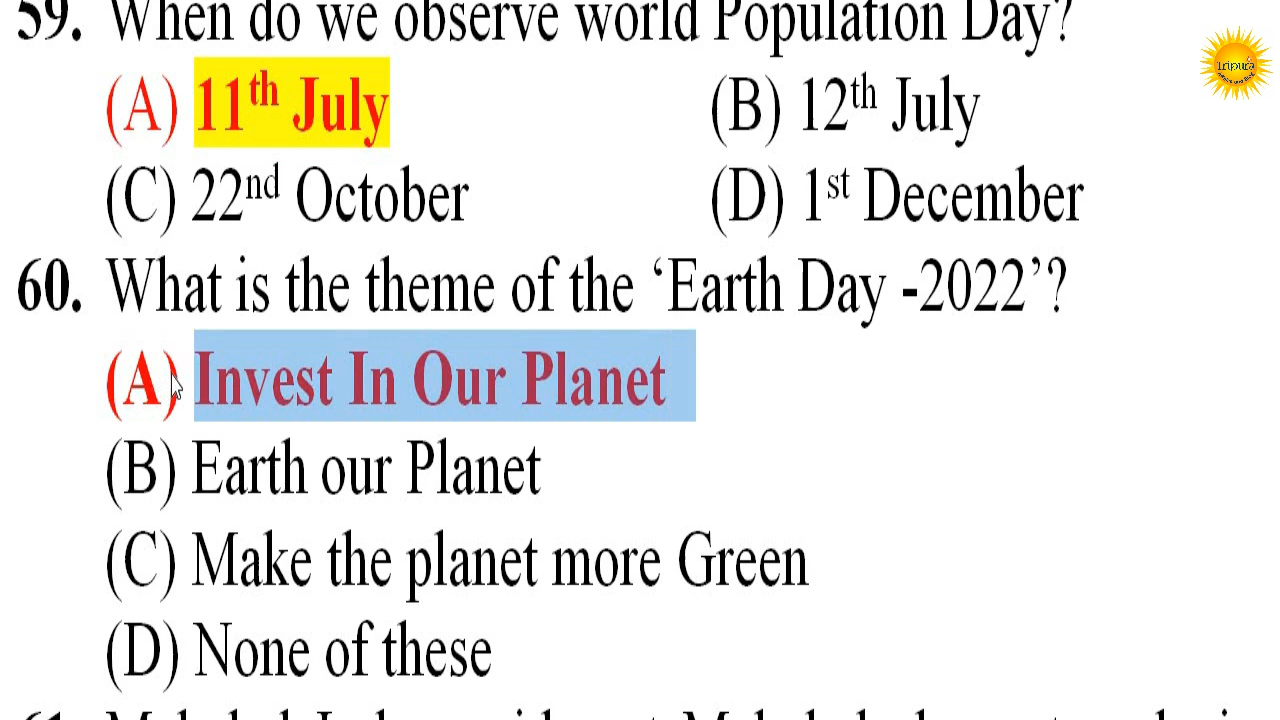 59. When do we observe world Population Day?
(A) 11th July (B) 12th July
(C) 22nd October (D) 1st December
60. What is the theme of the ‘Earth Day -2022’?
(A) Invest In Our Planet
(B) Earth our Planet
(C) Make the planet more Green
(D) None of these
Tripura